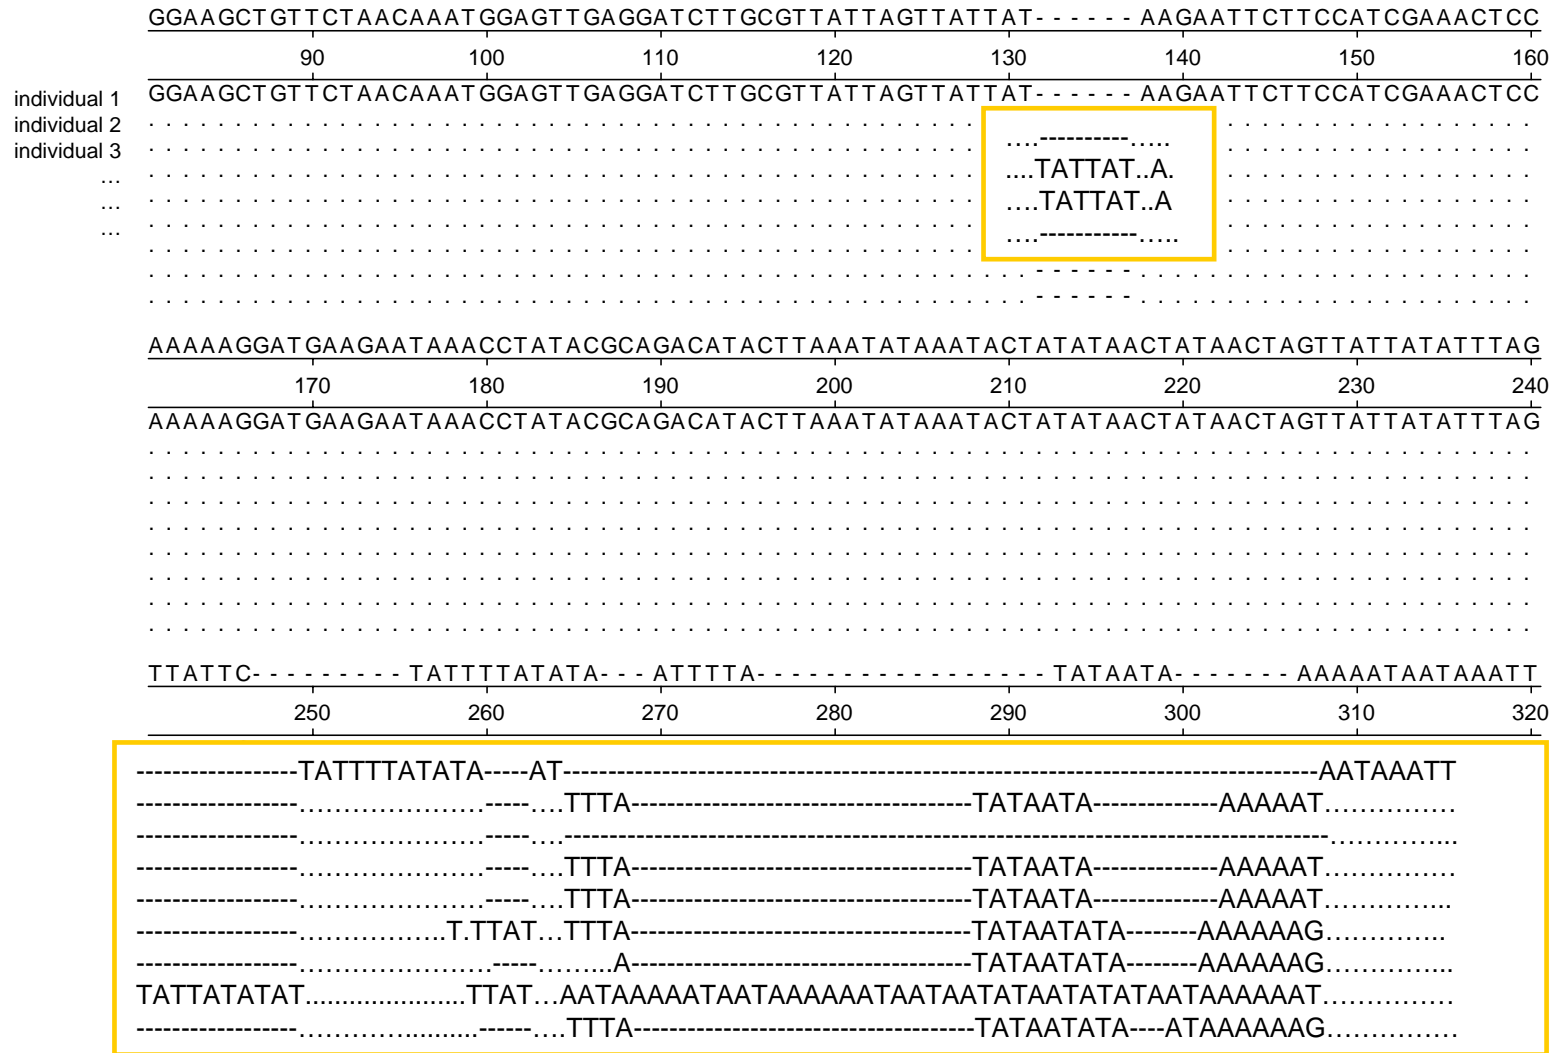 GGAAGCTGTTCTAACAAATGGAGTTGAGGATCTTGCGTTATTAGTTATTAT------AAGAATTCTTCCATCGAAACTCC
90 100 110 120 130 140 150 160
individual 1 GGAAGCTGTTCTAACAAATGGAGTTGAGGATCTTGCGTTATTAGTTATTAT------AAGAATTCTTCCATCGAAACTCC
individual 2
individual 3
…
…
…
….----------…..
....TATTAT..A.
….TATTAT..A
….-----------…..
------
------
AAAAAGGATGAAGAATAAACCTATACGCAGACATACTTAAATATAAATACTATATAACTATAACTAGTTATTATATTTAG
170 180 190 200 210 220 230 240
AAAAAGGATGAAGAATAAACCTATACGCAGACATACTTAAATATAAATACTATATAACTATAACTAGTTATTATATTTAG
TTATTC---------TATTTTATATA---ATTTTA-----------------TATAATA-------AAAAATAATAAATT
250 260 270 280 290 300 310 320
------------------TATTTTATATA-----AT------------------------------------------------------------------------------------AATAAATT
------------------…………………-----….TTTA--------------------------------------TATAATA--------------AAAAAT……………
------------------…………………-----….-------------------------------------------------------------------------------------…………...
------------------…………………-----….TTTA--------------------------------------TATAATA--------------AAAAAT……………
------------------…………………-----….TTTA--------------------------------------TATAATA--------------AAAAAT…………...
------------------……………..T.TTAT…TTTA--------------------------------------TATAATATA--------AAAAAAG…………..
------------------………………….-----……...A--------------------------------------TATAATATA--------AAAAAAG…………...
TATTATATAT.....................TTAT…AATAAAAATAATAAAAAATAATAATATAATATATAATAAAAAAT……………
------------------…………..........------….TTTA--------------------------------------TATAATATA----ATAAAAAAG……………